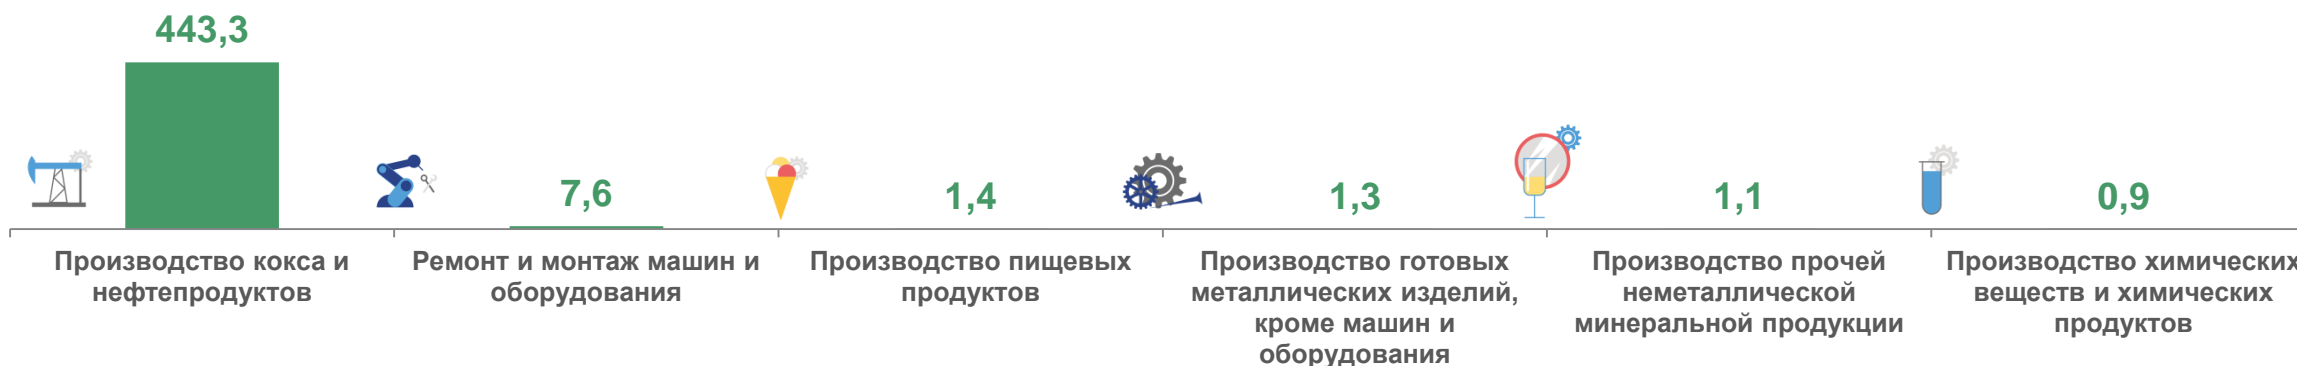 443,3
7,6
1,4
1,3
1,1
0,9
Производство кокса и
нефтепродуктов
Ремонт и монтаж машин и
оборудования
Производство пищевых
продуктов
Производство готовых
металлических изделий,
кроме машин и
оборудования
Производство прочей
неметаллической
минеральной продукции
Производство химических
веществ и химических
продуктов